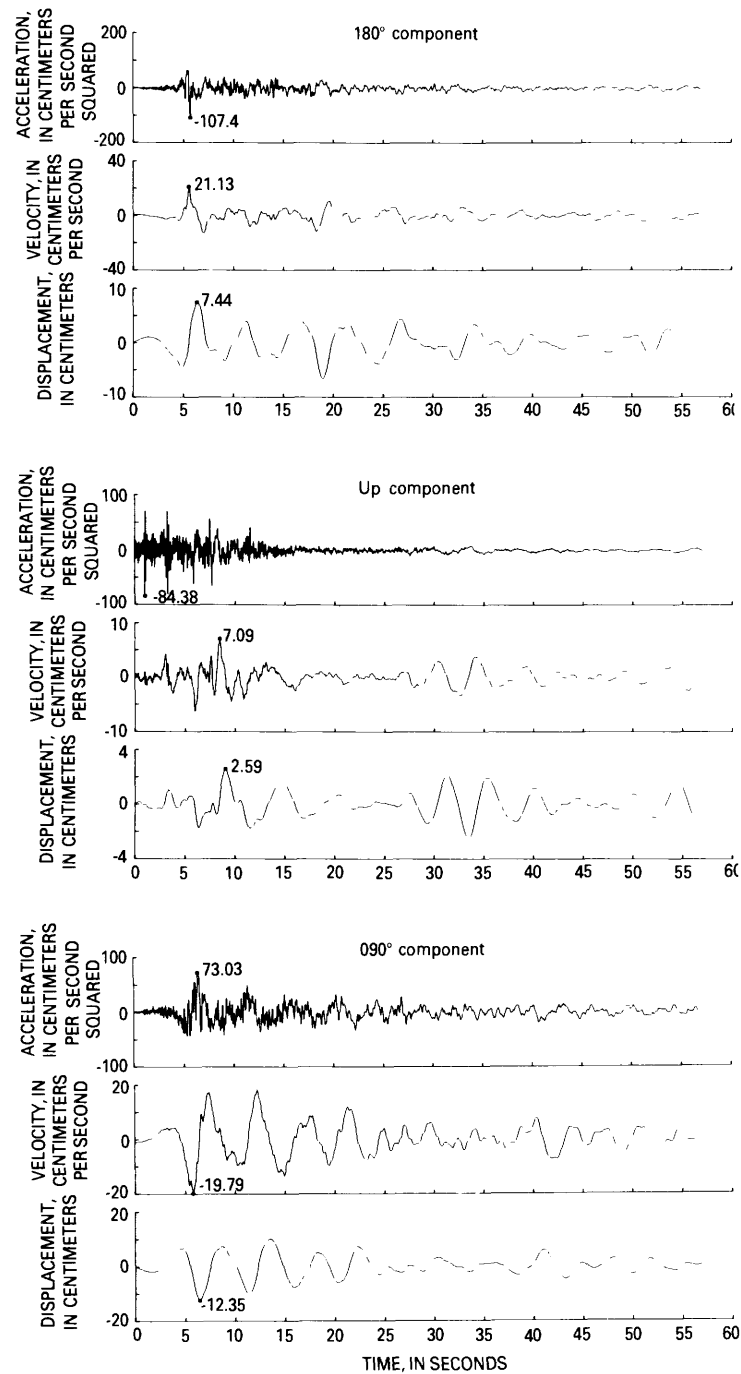 180° component
ACCELERATION,
IN CENTIMETERS
PER SECOND
SQUARED
200
0
-200
-107.4
VELOCITY, IN
CENTIMETERS
PER SECOND
40
0
-40
21.13
DISPLACEMENT,
IN CENTIMETERS
10
0
-10
7.44
0 5 10 15 20 25 30 35 40 45 50 55 60
Up component
ACCELERATION,
IN CENTIMETERS
PER SECOND
SQUARED
100
0
-100
-84.38
VELOCITY, IN
CENTIMETERS
PER SECOND
10
0
-10
7.09
DISPLACEMENT,
IN CENTIMETERS
4
0
-4
2.59
0 5 10 15 20 25 30 35 40 45 50 55 60
090° component
ACCELERATION,
IN CENTIMETERS
PER SECOND
SQUARED
100
0
-100
73.03
VELOCITY, IN
CENTIMETERS
PER SECOND
20
0
-20
-19.79
DISPLACEMENT,
IN CENTIMETERS
20
0
-20
-12.35
0 5 10 15 20 25 30 35 40 45 50 55 60
TIME, IN SECONDS